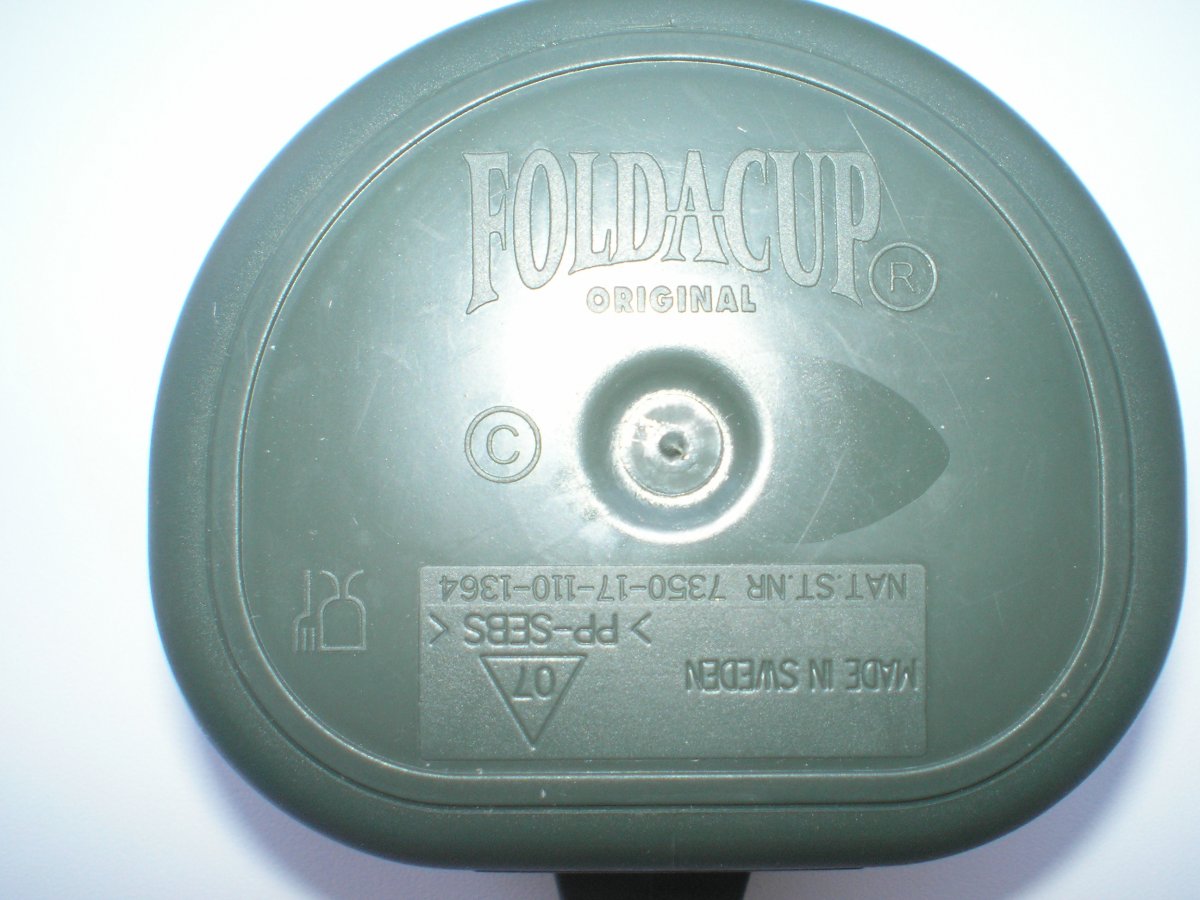 FOLDACUP ®
ORIGINAL
©
MADE IN SWEDEN
07
> PP-SEBS <
NAT.ST.NR 7350-17-110-1364